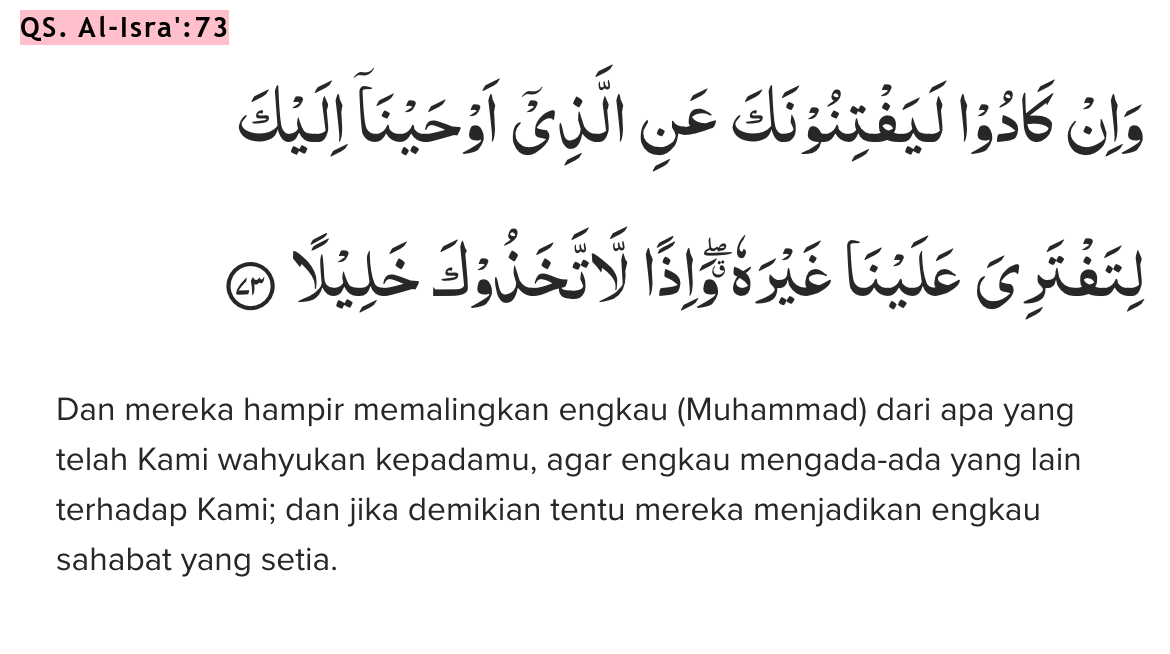 QS. Al-Isra':73
وَاِنْ كَادُوْا لَيَفْتِنُوْنَكَ عَنِ الَّذِيْٓ اَوْحَيْنَآ اِلَيْكَ
لِتَفْتَرِيَ عَلَيْنَا غَيْرَهٗۖ وَاِذًا لَّاتَّخَذُوْكَ خَلِيْلًا ٧٣
Dan mereka hampir memalingkan engkau (Muhammad) dari apa yang
telah Kami wahyukan kepadamu, agar engkau mengada-ada yang lain
terhadap Kami; dan jika demikian tentu mereka menjadikan engkau
sahabat yang setia.